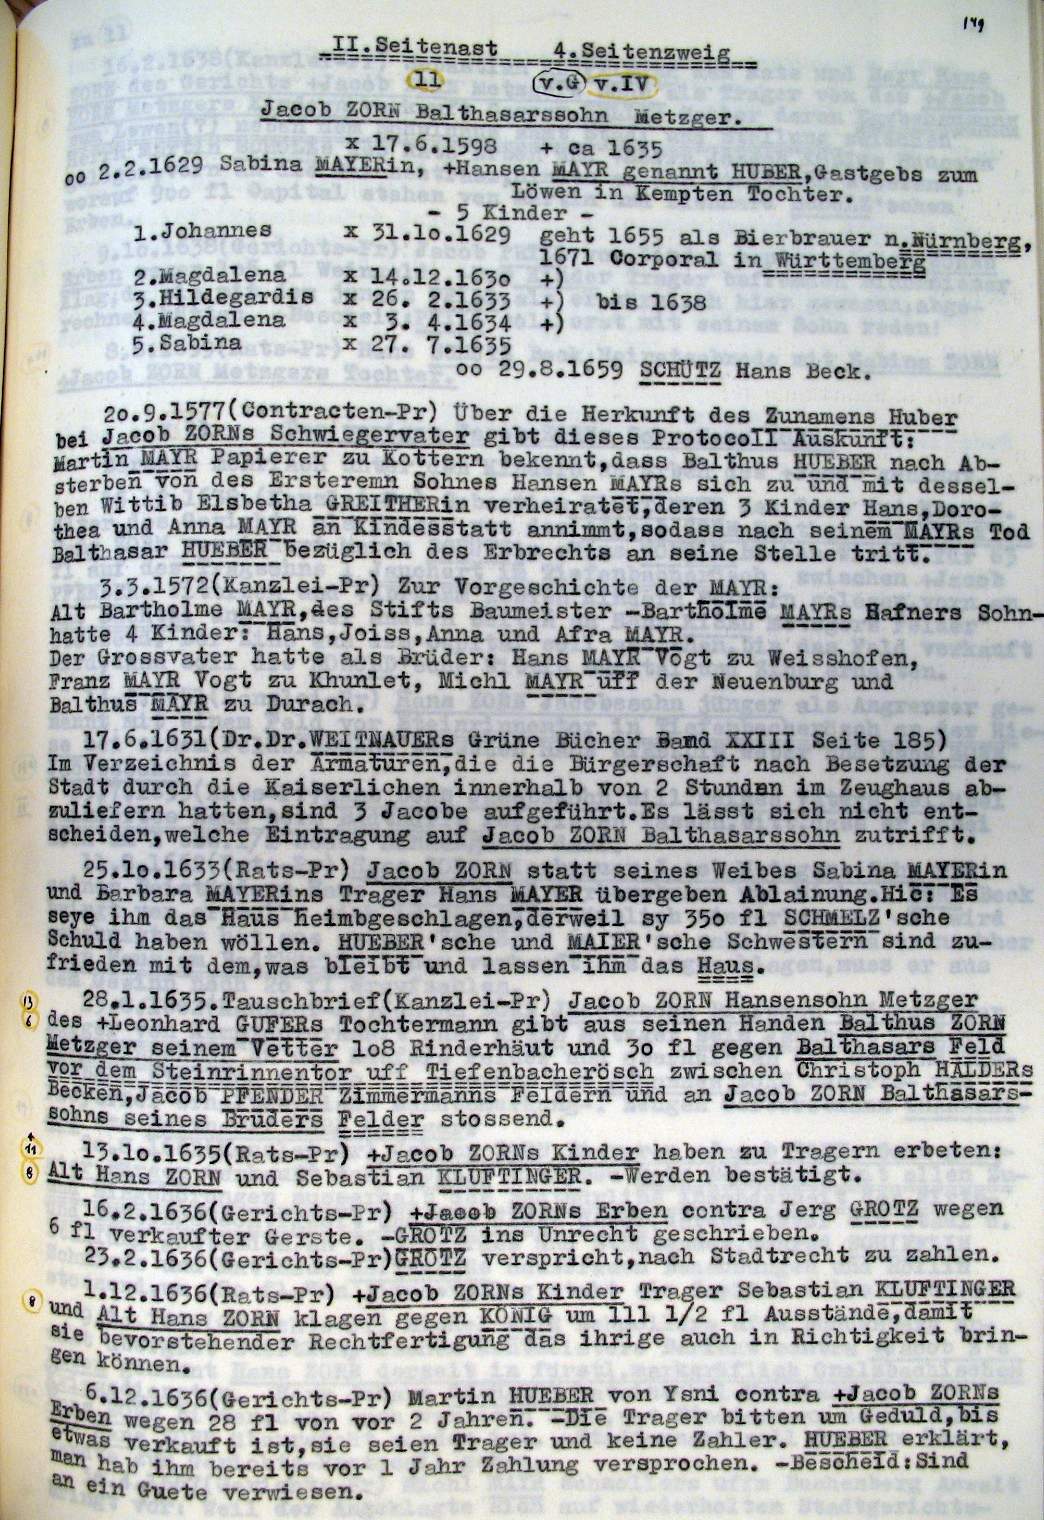 149
II.Seitenast 4.Seitenzweig
11 v.G v.IV
Jacob ZORN Balthasarssohn Metzger.
x 17.6.1598 + ca 1635
oo 2.2.1629 Sabina MAYERin, +Hansen MAYR genannt HUBER,Gastgebs zum
Löwen in Kempten Tochter.
- 5 Kinder -
1.Johannes x 31.1o.1629 geht 1655 als Bierbrauer n.Nürnberg,
1671 Corporal in Württemberg
2.Magdalena x 14.12.163o +)
3.Hildegardis x 26. 2.1633 +) bis 1638
4.Magdalena x 3. 4.1634 +)
5.Sabina x 27. 7.1635
oo 29.8.1659 SCHÜTZ Hans Beck.
2o.9.1577(Contracten-Pr) Über die Herkunft des Zunamens Huber
bei Jacob ZORNs Schwiegervater gibt dieses ProtocoII Auskunft:
Martin MAYR Papierer zu Kottern bekennt,dass Balthus HUEBER nach Ab-
sterben von des Ersteremn Sohnes Hansen MAYRs sich zu und mit dessel-
ben Wittib Elsbetha GREITHERin verheiratet,deren 3 Kinder Hans,Doro-
thea und Anna MAYR an Kindesstatt annimmt,sodass nach seinem MAYRs Tod
Balthasar HUEBER bezüglich des Erbrechts an seine Stelle tritt.
3.3.1572(Kanzlei-Pr) Zur Vorgeschichte der MAYR:
Alt Bartholme MAYR,des Stifts Baumeister -Bartholme MAYRs Hafners Sohn-
hatte 4 Kinder: Hans,Joiss,Anna und Afra MAYR.
Der Grossvater hatte als Brüder: Hans MAYR Vogt zu Weisshofen,
Franz MAYR Vogt zu Khunlet, Michl MAYR uff der Neuenburg und
Balthus MAYR zu Durach.
17.6.1631(Dr.Dr.WEITNAUERs Grüne Bücher Band XXIII Seite 185)
Im Verzeichnis der Armaturen,die die Bürgerschaft nach Besetzung der
Stadt durch die Kaiserlichen innerhalb von 2 Stunden im Zeughaus ab-
zuliefern hatten,sind 3 Jacobe aufgeführt.Es lässt sich nicht ent-
scheiden,welche Eintragung auf Jacob ZORN Balthasarssohn zutrifft.
25.1o.1633(Rats-Pr) Jacob ZORN statt seines Weibes Sabina MAYERin
und Barbara MAYERins Trager Hans MAYER übergeben Ablainung.Hic: Es
seye ihm das Haus heimbgeschlagen,derweil sy 35o fl SCHMELZ'sche
Schuld haben wöllen. HUEBER'sche und MAIER'sche Schwestern sind zu-
frieden mit dem,was bleibt und lassen ihm das Haus.
13
6
28.1.1635.Tauschbrief(Kanzlei-Pr) Jacob ZORN Hansensohn Metzger
des +Leonhard GUFERs Tochtermann gibt aus seinen Handen Balthus ZORN
Metzger seinem Vetter 1o8 Rinderhäut und 3o fl gegen Balthasars Feld
vor dem Steinrinnentor uff Tiefenbacherösch zwischen Christoph HALDERs
Becken,Jacob PFENDER Zimmermanns Feldern und an Jacob ZORN Balthasars-
sohns seines Bruders Felder stossend.
+
11
8
13.1o.1635(Rats-Pr) +Jacob ZORNs Kinder haben zu Tragern erbeten:
Alt Hans ZORN und Sebastian KLUFTINGER. -Werden bestätigt.
16.2.1636(Gerichts-Pr) +Jacob ZORNs Erben contra Jerg GROTZ wegen
6 fl verkaufter Gerste. -GROTZ ins Unrecht geschrieben.
23.2.1636(Gerichts-Pr)GROTZ verspricht,nach Stadtrecht zu zahlen.
8
1.12.1636(Rats-Pr) +Jacob ZORNs Kinder Trager Sebastian KLUFTINGER
und Alt Hans ZORN klagen gegen KÖNIG um 111 1/2 fl Ausstände,damit
sie bevorstehender Rechtfertigung das ihrige auch in Richtigkeit brin-
gen können.
6.12.1636(Gerichts-Pr) Martin HUEBER von Ysni contra +Jacob ZORNs
Erben wegen 28 fl von vor 2 Jahren. -Die Trager bitten um Geduld,bis
etwas verkauft ist,sie seien Trager und keine Zahler. HUEBER erklärt,
man hab ihm bereits vor 1 Jahr Zahlung versprochen. -Bescheid:Sind
an ein Guete verwiesen.